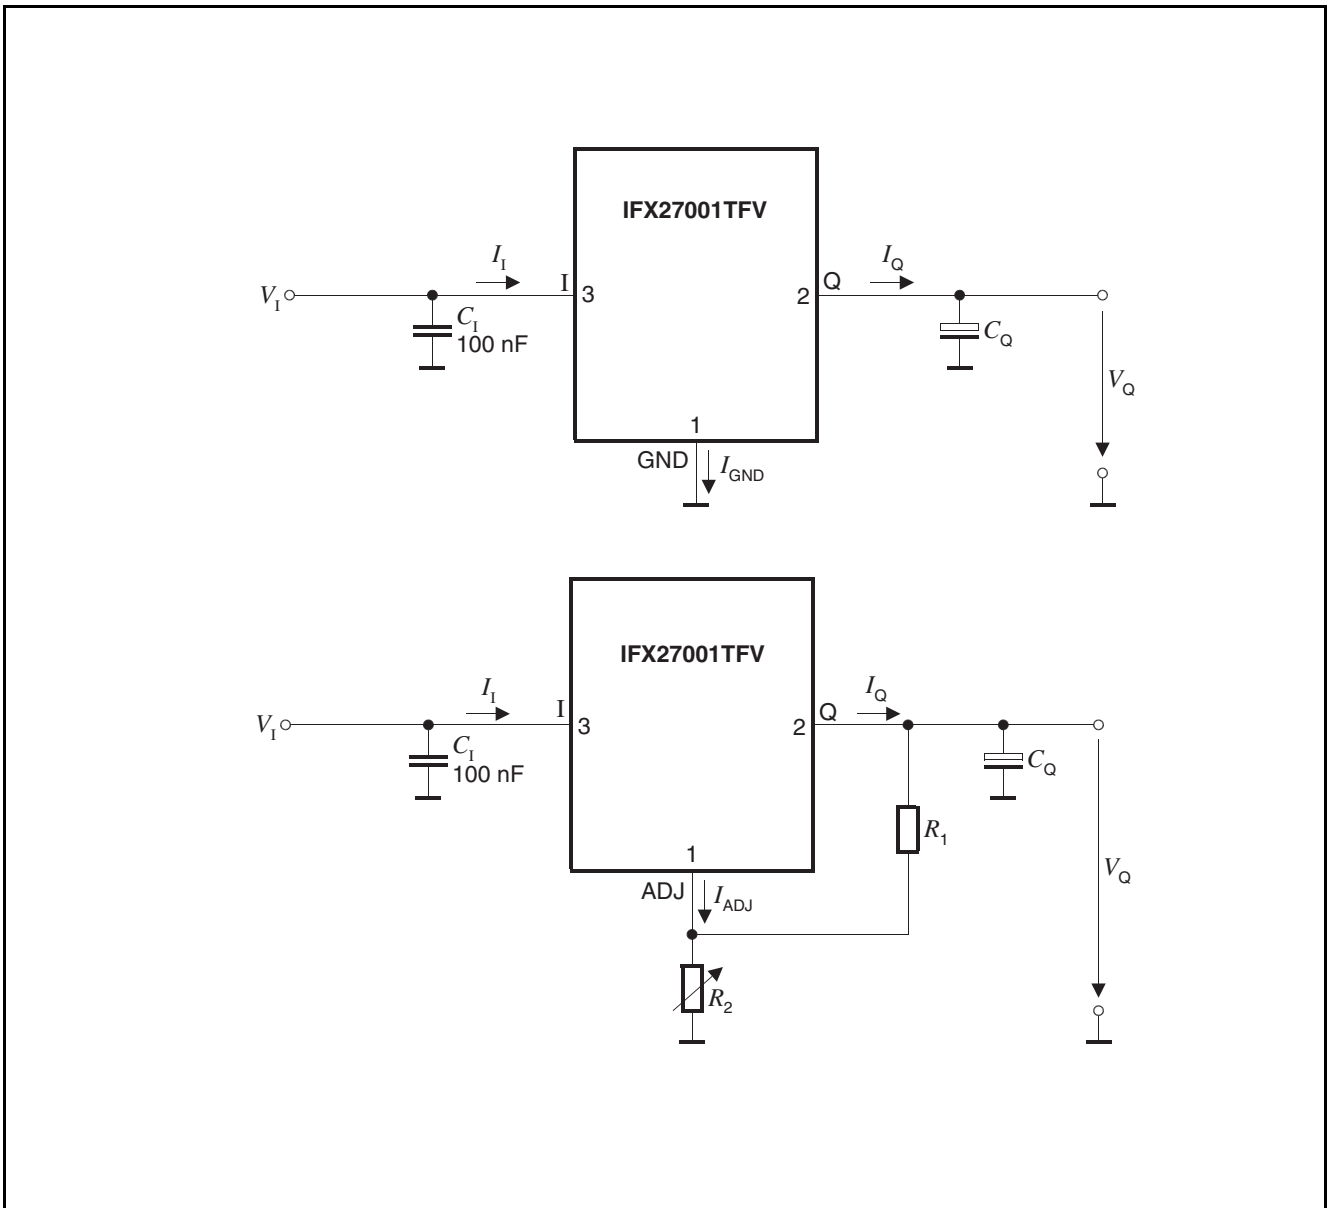 IFX27001TFV
I_I
I_Q
V_I
I
3
2
Q
C_I
100 nF
C_Q
V_Q
1
GND
I_GND
IFX27001TFV
I_I
I_Q
V_I
I
3
2
Q
C_I
100 nF
C_Q
R_1
1
V_Q
ADJ
I_ADJ
R_2